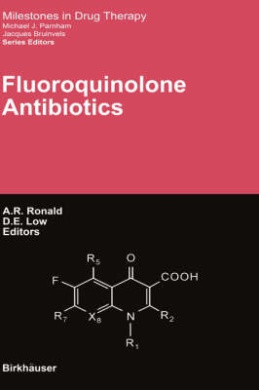 Milestones in Drug Therapy
Michael J. Parnham
Jacques Bruinvels
Series Editors
Fluoroquinolone
Antibiotics
A.R. Ronald
D.E. Low
Editors
R5 O
F COOH
R7 X8 N R2
R1
Birkhäuser